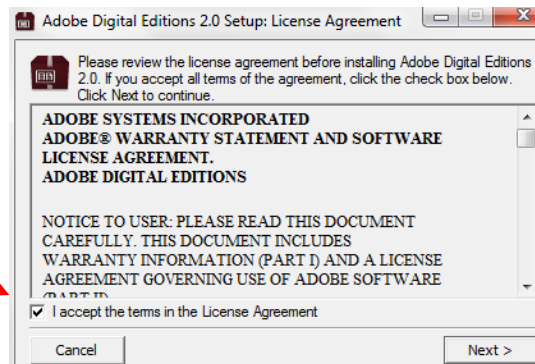 Adobe Digital Editions 2.0 Setup: License Agreement
Please review the license agreement before installing Adobe Digital Editions
2.0. If you accept all terms of the agreement, click the check box below.
Click Next to continue.
ADOBE SYSTEMS INCORPORATED
ADOBE® WARRANTY STATEMENT AND SOFTWARE
LICENSE AGREEMENT.
ADOBE DIGITAL EDITIONS
NOTICE TO USER: PLEASE READ THIS DOCUMENT
CAREFULLY. THIS DOCUMENT INCLUDES
WARRANTY INFORMATION (PART I) AND A LICENSE
AGREEMENT GOVERNING USE OF ADOBE SOFTWARE
(PART II)
I accept the terms in the License Agreement
Cancel
Next >